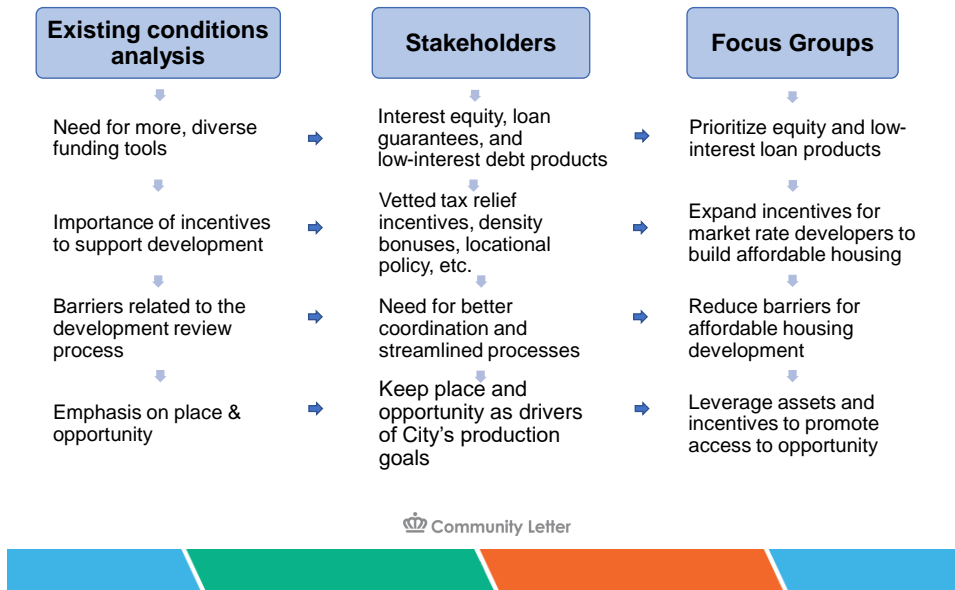 Existing conditions
analysis
Stakeholders
Focus Groups
Need for more, diverse
funding tools
Interest equity, loan
guarantees, and
low-interest debt products
Prioritize equity and low-
interest loan products
Importance of incentives
to support development
Vetted tax relief
incentives, density
bonuses, locational
policy, etc.
Expand incentives for
market rate developers to
build affordable housing
Barriers related to the
development review
process
Need for better
coordination and
streamlined processes
Reduce barriers for
affordable housing
development
Emphasis on place &
opportunity
Keep place and
opportunity as drivers
of City's production
goals
Leverage assets and
incentives to promote
access to opportunity
Community Letter